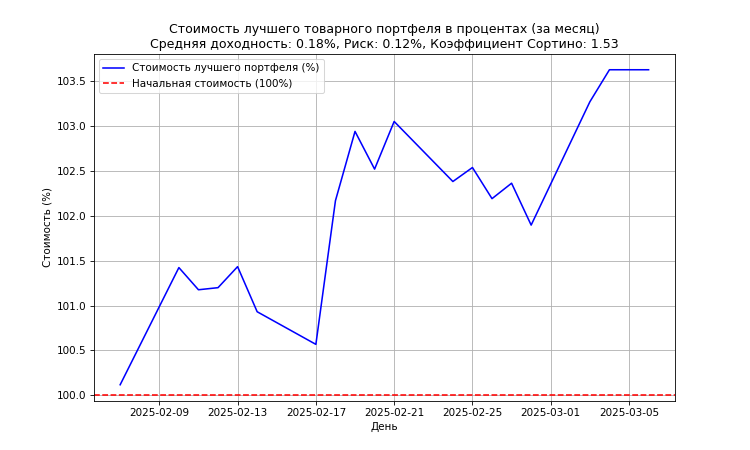 Стоимость лучшего товарного портфеля в процентах (за месяц)
Средняя доходность: 0.18%, Риск: 0.12%, Коэффициент Сортино: 1.53
Стоимость лучшего портфеля (%)
Начальная стоимость (100%)
Стоимость (%)
103.5
103.0
102.5
102.0
101.5
101.0
100.5
100.0
2025-02-09
2025-02-13
2025-02-17
2025-02-21
2025-02-25
2025-03-01
2025-03-05
День